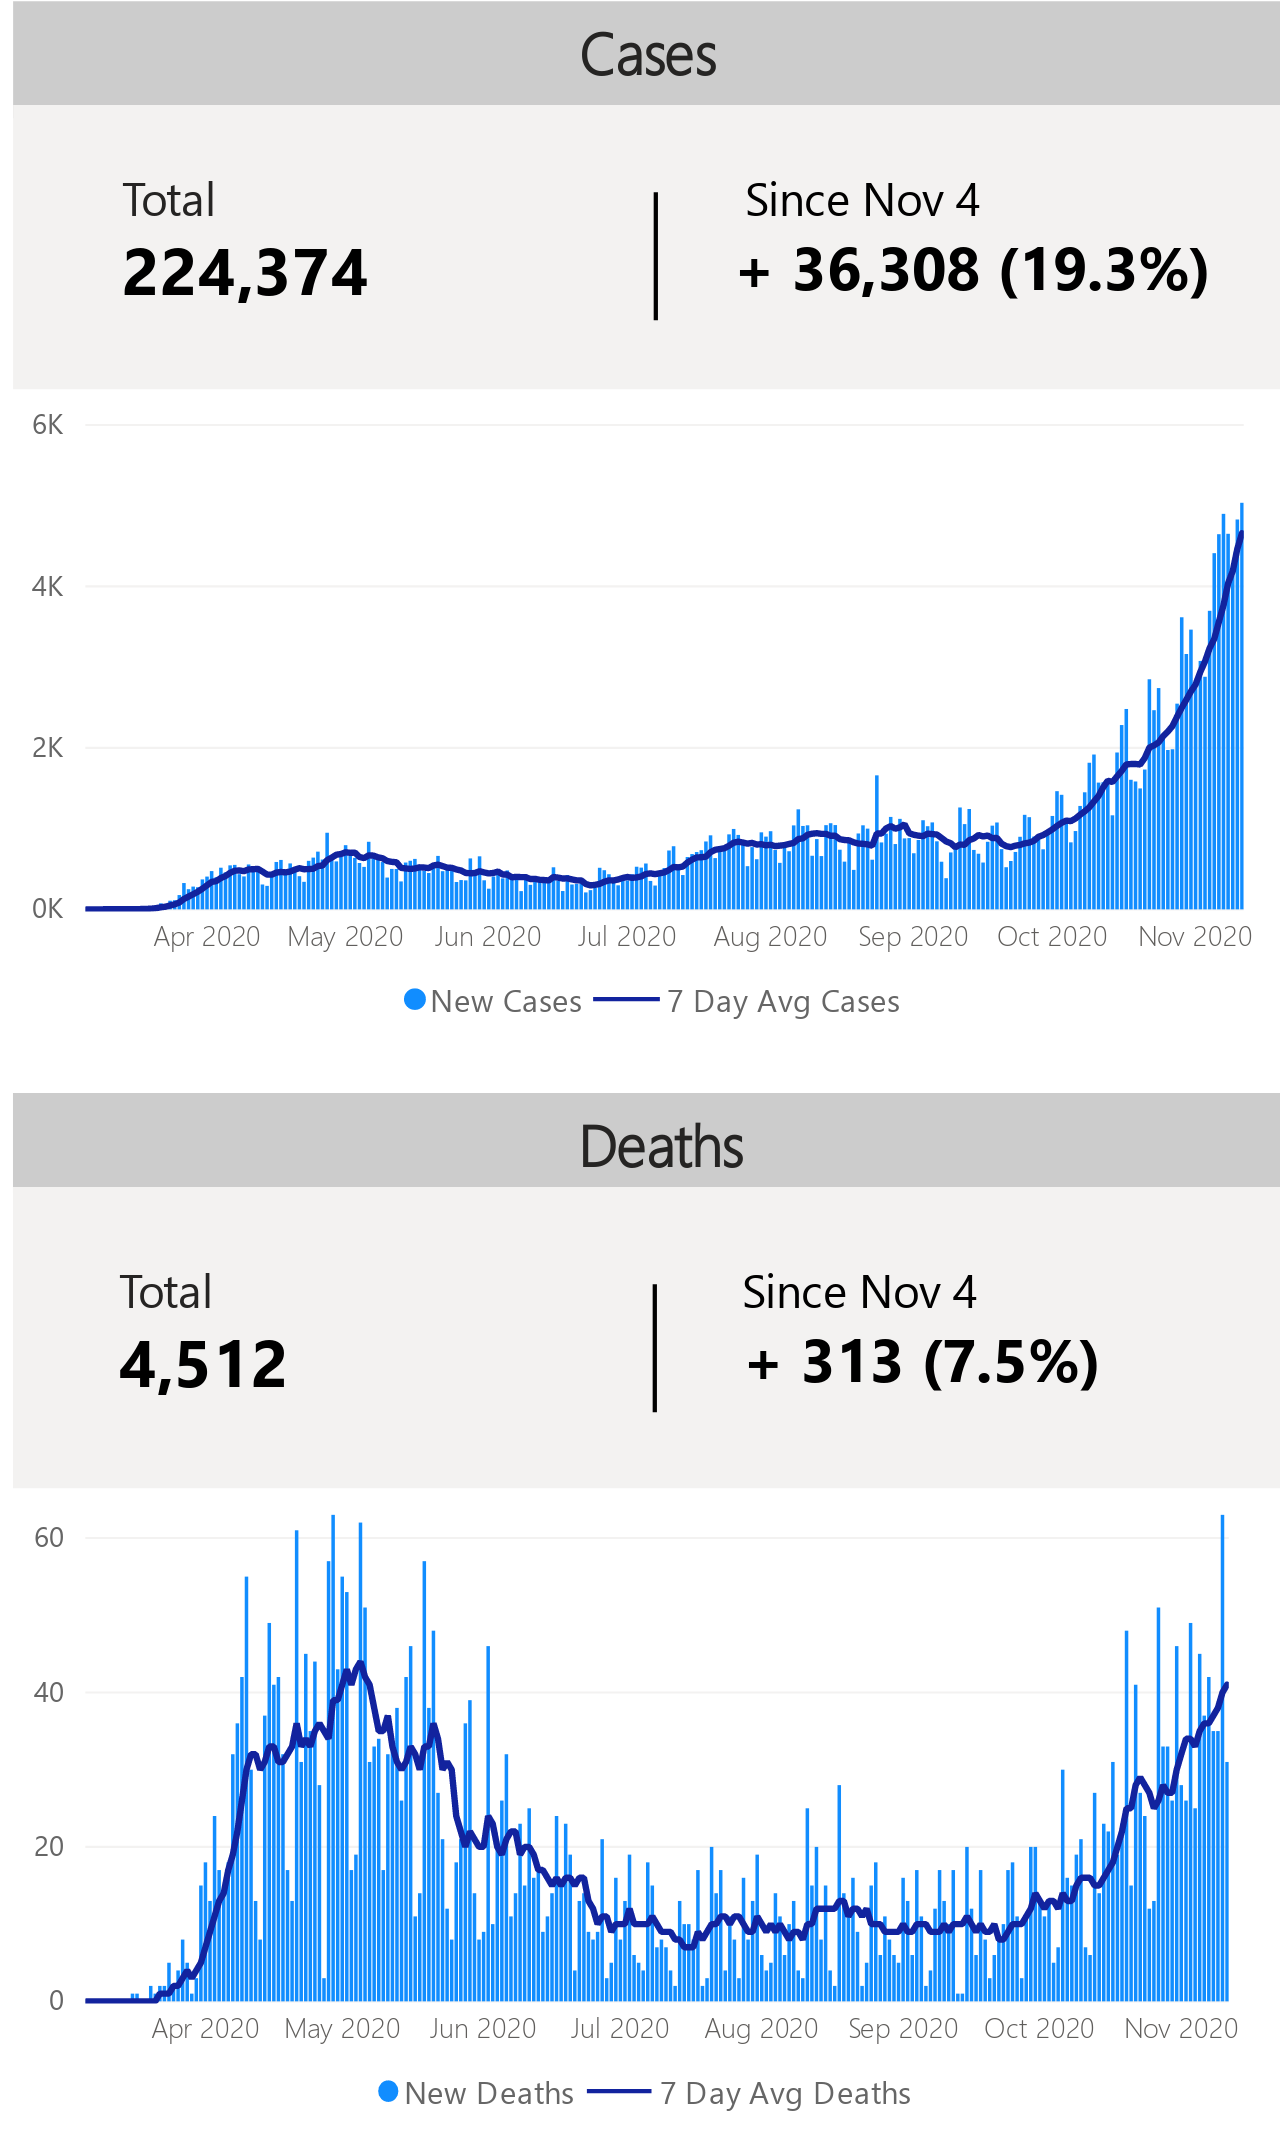 Cases
Total
Since Nov 4
224,374
+ 36,308 (19.3%)
6K
4K
2K
0K
Apr 2020 May 2020 Jun 2020 Jul 2020 Aug 2020 Sep 2020 Oct 2020 Nov 2020
New Cases 7 Day Avg Cases
Deaths
Total
Since Nov 4
4,512
+ 313 (7.5%)
60
40
20
0
Apr 2020 May 2020 Jun 2020 Jul 2020 Aug 2020 Sep 2020 Oct 2020 Nov 2020
New Deaths 7 Day Avg Deaths